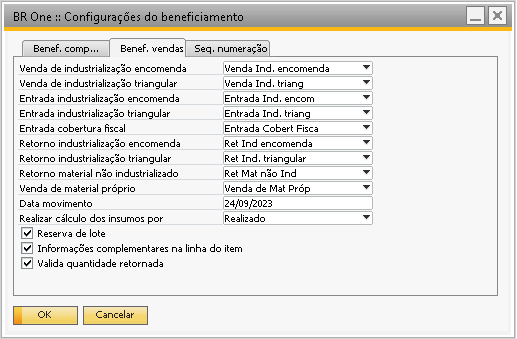 BR One :: Configurações do beneficiamento
Benef. comp... Benef. vendas Seq. numeração
Venda de industrialização encomenda Venda Ind. encomenda
Venda de industrialização triangular Venda Ind. triang
Entrada industrialização encomenda Entrada Ind. encom
Entrada industrialização triangular Entrada Ind. triang
Entrada cobertura fiscal Entrada Cobert Fisca
Retorno industrialização encomenda Ret Ind encomenda
Retorno industrialização triangular Ret Ind. triangular
Retorno material não industrializado Ret Mat não Ind
Venda de material próprio Venda de Mat Próp
Data movimento 24/09/2023
Realizar cálculo dos insumos por Realizado
Reserva de lote
Informações complementares na linha do item
Valida quantidade retornada
OK Cancelar